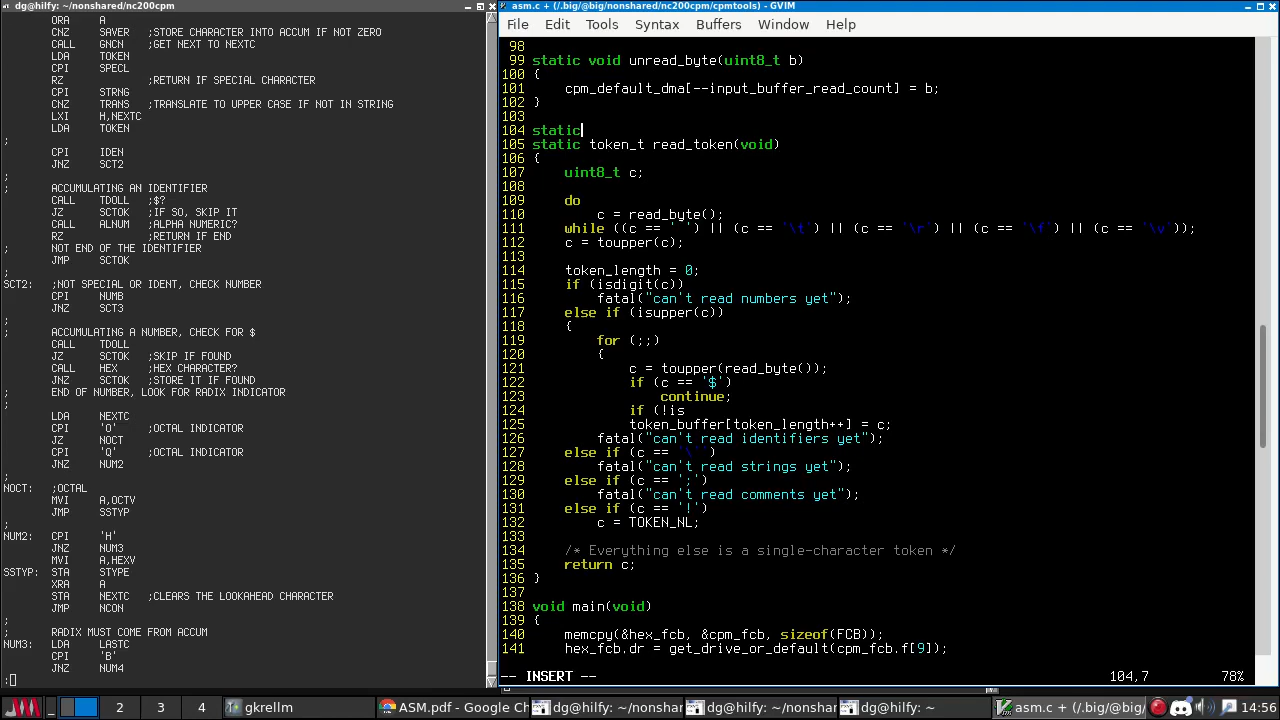 dg@hilfy: ~/nonshared/nc200cpm
ORA A
CNZ SAVER ;STORE CHARACTER INTO ACCUM IF NOT ZERO
CALL GNCN ;GET NEXT TO NEXTC
LDA TOKEN
CPI SPECL
RZ ;RETURN IF SPECIAL CHARACTER
CPI STRNG
CNZ TRANS ;TRANSLATE TO UPPER CASE IF NOT IN STRING
LXI H,NEXTC
LDA TOKEN
;
CPI IDEN
JNZ SCT2
;
; ACCUMULATING AN IDENTIFIER
CALL TDOLL ;$?
JZ SCTOK ;IF SO, SKIP IT
CALL ALNUM ;ALPHA NUMERIC?
RZ ;RETURN IF END
; NOT END OF THE IDENTIFIER
JMP SCTOK
;
SCT2: ;NOT SPECIAL OR IDENT, CHECK NUMBER
CPI NUMB
JNZ SCT3
;
; ACCUMULATING A NUMBER, CHECK FOR $
CALL TDOLL
JZ SCTOK ;SKIP IF FOUND
CALL HEX ;HEX CHARACTER?
JNZ SCTOK ;STORE IT IF FOUND
; END OF NUMBER, LOOK FOR RADIX INDICATOR
;
LDA NEXTC
CPI 'O' ;OCTAL INDICATOR
JZ NOCT
CPI 'Q' ;OCTAL INDICATOR
JNZ NUM2
;
NOCT: ;OCTAL
MVI A,OCTV
JMP SSTYP
;
NUM2: CPI 'H'
JNZ NUM3
MVI A,HEXV
SSTYP: STA STYPE
XRA A
STA NEXTC ;CLEARS THE LOOKAHEAD CHARACTER
JMP NCON
;
; RADIX MUST COME FROM ACCUM
NUM3: LDA LASTC
CPI 'B'
JNZ NUM4
:
asm.c + (/.big/@big/nonshared/nc200cpm/cpmtools) - GVIM
File Edit Tools Syntax Buffers Window Help
98
99 static void unread_byte(uint8_t b)
100 {
101 cpm_default_dma[--input_buffer_read_count] = b;
102 }
103
104 static
105 static token_t read_token(void)
106 {
107 uint8_t c;
108
109 do
110 c = read_byte();
111 while ((c == ' ') || (c == '\t') || (c == '\r') || (c == '\f') || (c == '\v'));
112 c = toupper(c);
113
114 token_length = 0;
115 if (isdigit(c))
116 fatal("can't read numbers yet");
117 else if (isupper(c))
118 {
119 for (;;)
120 {
121 c = toupper(read_byte());
122 if (c == '$')
123 continue;
124 if (!is
125 token_buffer[token_length++] = c;
126 fatal("can't read identifiers yet");
127 else if (c == '\'')
128 fatal("can't read strings yet");
129 else if (c == ';')
130 fatal("can't read comments yet");
131 else if (c == '!')
132 c = TOKEN_NL;
133
134 /* Everything else is a single-character token */
135 return c;
136 }
137
138 void main(void)
139 {
140 memcpy(&hex_fcb, &cpm_fcb, sizeof(FCB));
141 hex_fcb.dr = get_drive_or_default(cpm_fcb.f[9]);
-- INSERT -- 104,7 78%
2 3 4 gkrellm ASM.pdf - Google Ch dg@hilfy: ~/nonshare dg@hilfy: ~/nonshare dg@hilfy: ~ asm.c + (/.big/@big/ 14:56